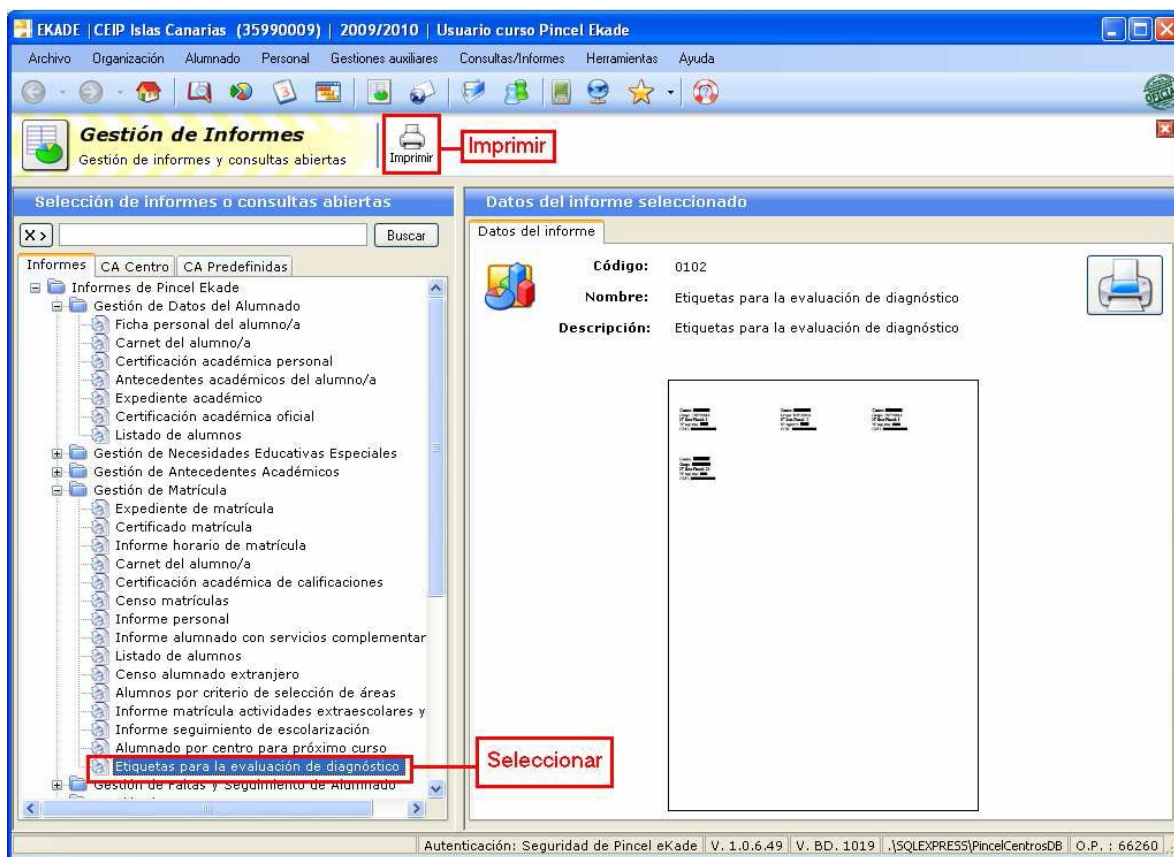 EKADE | CEIP Islas Canarias (35990009) | 2009/2010 | Usuario curso Pincel Ekade
Archivo Organización Alumnado Personal Gestiones auxiliares Consultas/Informes Herramientas Ayuda
OFICIAL
Gestión de Informes
Gestión de informes y consultas abiertas
Imprimir
Imprimir
Selección de informes o consultas abiertas
X >
Buscar
Informes CA Centro CA Predefinidas
Informes de Pincel Ekade
Gestión de Datos del Alumnado
Ficha personal del alumno/a
Carnet del alumno/a
Certificación académica personal
Antecedentes académicos del alumno/a
Expediente académico
Certificación académica oficial
Listado de alumnos
Gestión de Necesidades Educativas Especiales
Gestión de Antecedentes Académicos
Gestión de Matrícula
Expediente de matrícula
Certificado matrícula
Informe horario de matrícula
Carnet del alumno/a
Certificación académica de calificaciones
Censo matrículas
Informe personal
Informe alumnado con servicios complementar
Listado de alumnos
Censo alumnado extranjero
Alumnos por criterio de selección de áreas
Informe matrícula actividades extraescolares y
Informe seguimiento de escolarización
Alumnado por centro para próximo curso
Etiquetas para la evaluación de diagnóstico
Seleccionar
Gestión de Faltas y Seguimiento de Alumnado
Datos del informe seleccionado
Datos del informe
Código: 0102
Nombre: Etiquetas para la evaluación de diagnóstico
Descripción: Etiquetas para la evaluación de diagnóstico
Autenticación: Seguridad de Pincel eKade V. 1.0.6.49 V. BD. 1019 .\SQLEXPRESS\PincelCentrosDB O.P. : 66260